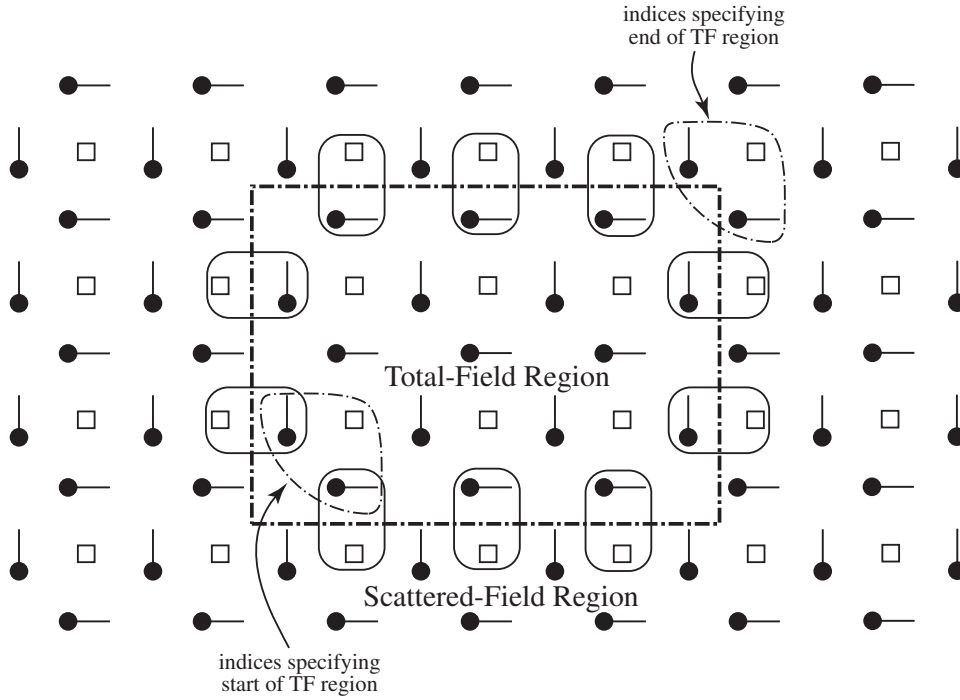 indices specifying
end of TF region
Total-Field Region
Scattered-Field Region
indices specifying
start of TF region